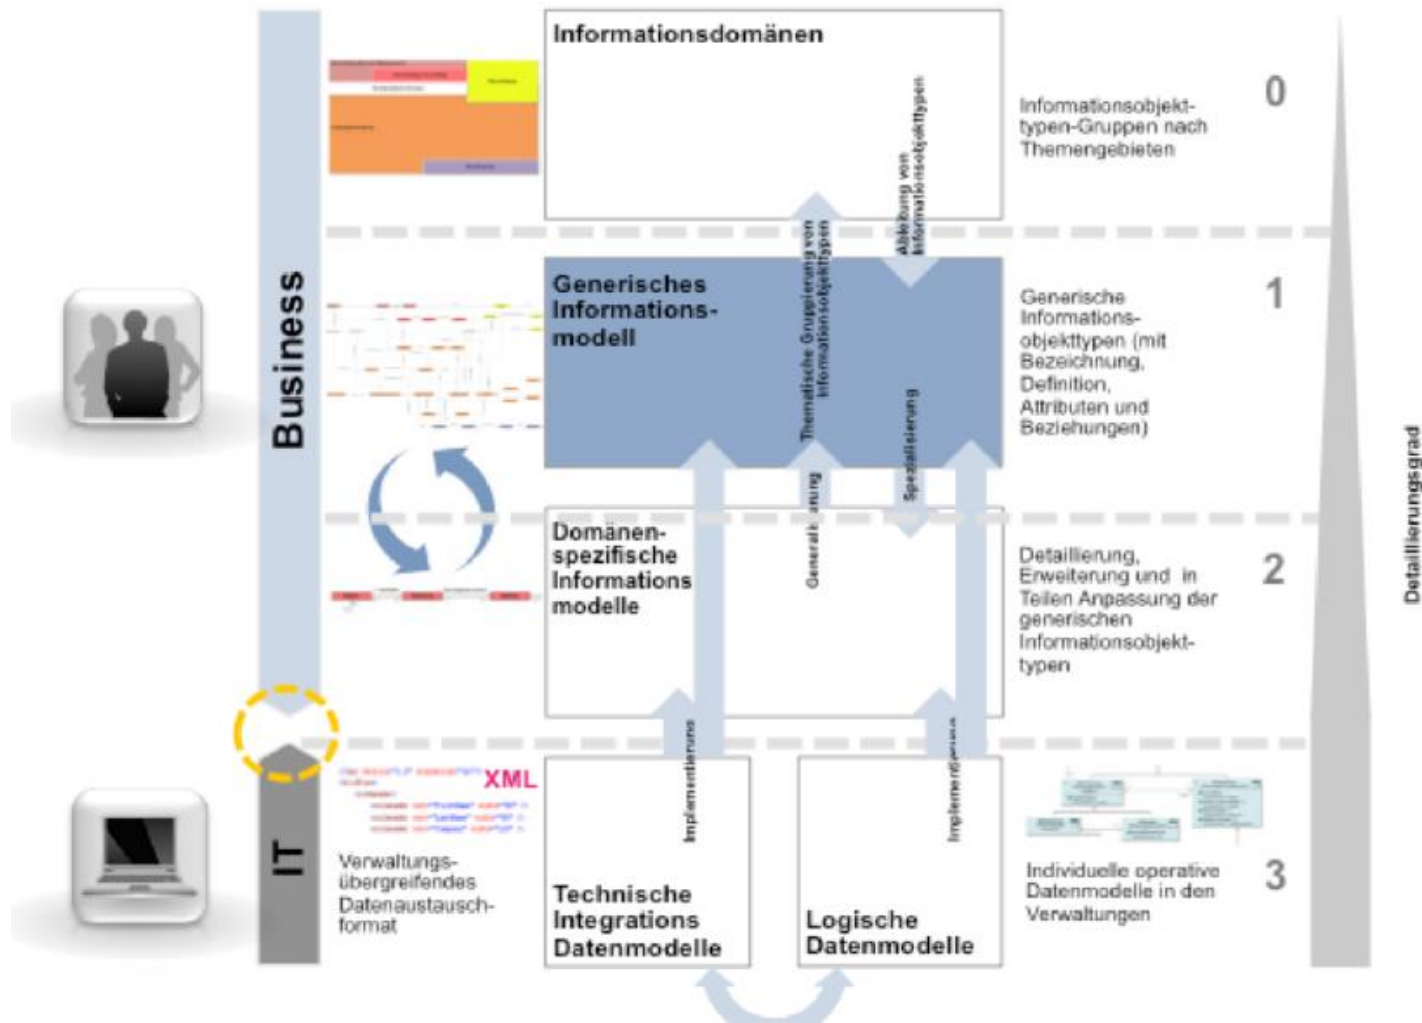 Informationsdomänen
0
Informationsobjekt-
typen-Gruppen nach
Themengebieten
Ableitung von
Informationsobjekttypen
Thematische Gruppierung von
Informationsobjekttypen
Business
Generisches
Informations-
modell
1
Generische
Informations-
objekttypen (mit
Bezeichnung,
Definition,
Attributen und
Beziehungen)
Spezialisierung
Detaillierungsgrad
Domänen-
spezifische
Informations
modelle
2
Detaillierung,
Erweiterung und in
Teilen Anpassung der
generischen
Informationsobjekt-
typen
IT
XML
Verwaltungs-
übergreifendes
Datenaustausch-
format
Implementierung
Technische
Integrations
Datenmodelle
Logische
Datenmodelle
3
Individuelle operative
Datenmodelle in den
Verwaltungen